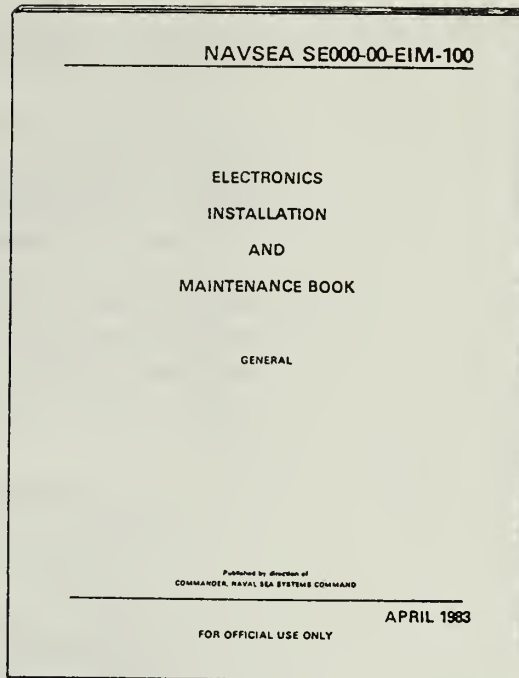 NAVSEA SE000-00-EIM-100
ELECTRONICS
INSTALLATION
AND
MAINTENANCE BOOK
GENERAL
Published by direction of
COMMANDER, NAVAL SEA SYSTEMS COMMAND
APRIL 1983
FOR OFFICIAL USE ONLY